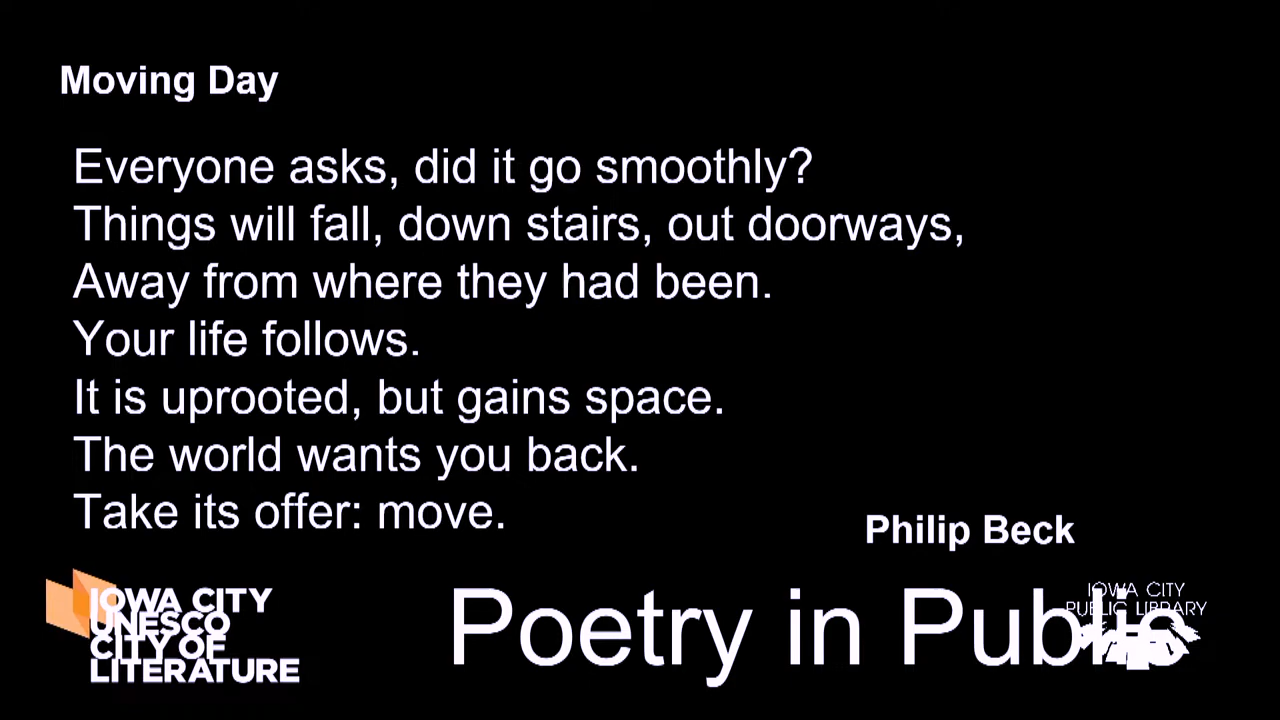 Moving Day
Everyone asks, did it go smoothly?
Things will fall, down stairs, out doorways,
Away from where they had been.
Your life follows.
It is uprooted, but gains space.
The world wants you back.
Take its offer: move.
Philip Beck
IOWA CITY
UNESCO
CITY OF
LITERATURE
Poetry in Public
IOWA CITY
PUBLIC LIBRARY